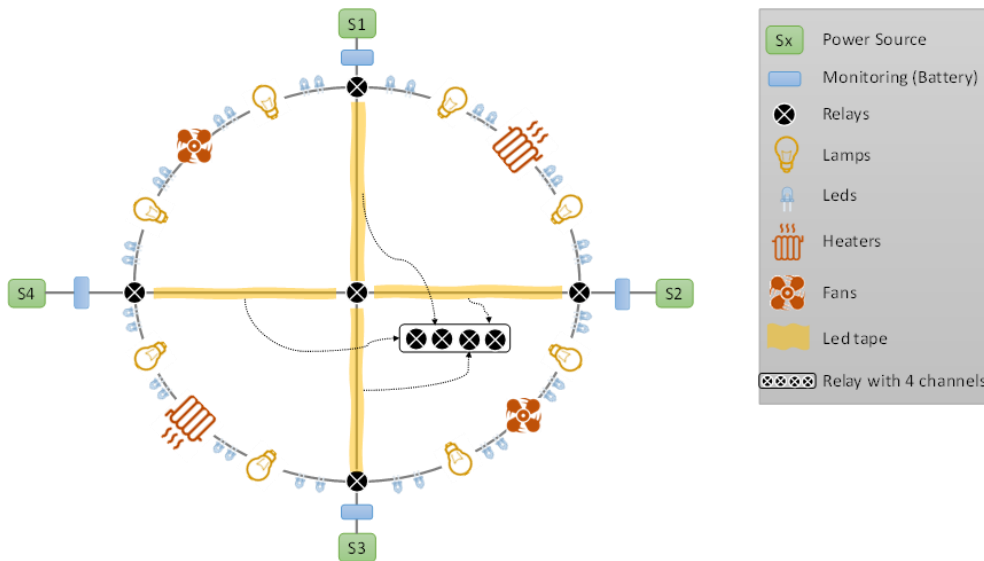 S1
S4
S2
S3
Sx Power Source
Monitoring (Battery)
Relays
Lamps
Leds
Heaters
Fans
Led tape
Relay with 4 channels